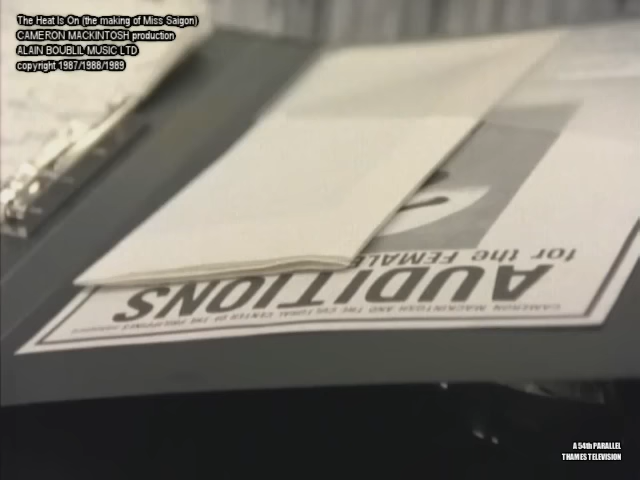 The Heat Is On (the making of Miss Saigon)
CAMERON MACKINTOSH production
ALAIN BOUBLIL MUSIC LTD
copyright 1987/1988/1989
CAMERON MACKINTOSH AND THE CULTURAL CENTER OF THE PHILIPPINES
AUDITIONS
for the FEMALE
A 54th PARALLEL
THAMES TELEVISION